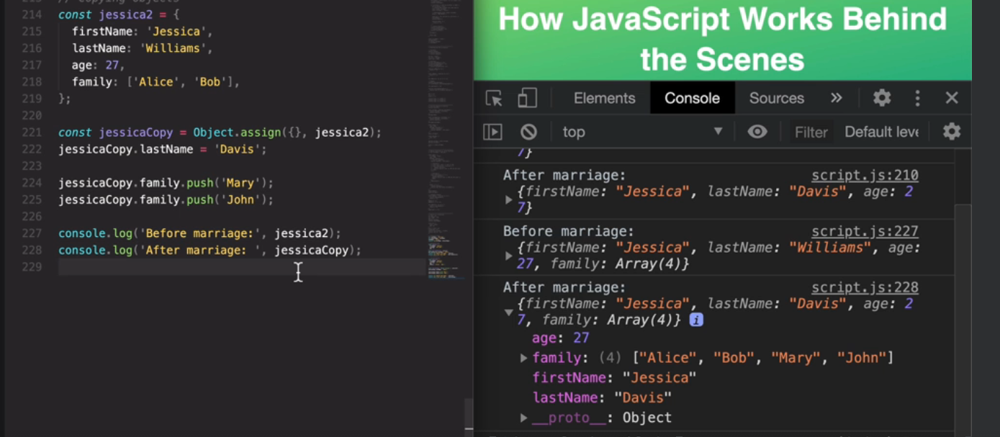 213 // Copying objects
214 const jessica2 = {
215 firstName: 'Jessica',
216 lastName: 'Williams',
217 age: 27,
218 family: ['Alice', 'Bob'],
219 };
220
221 const jessicaCopy = Object.assign({}, jessica2);
222 jessicaCopy.lastName = 'Davis';
223
224 jessicaCopy.family.push('Mary');
225 jessicaCopy.family.push('John');
226
227 console.log('Before marriage:', jessica2);
228 console.log('After marriage: ', jessicaCopy);
229
How JavaScript Works Behind
the Scenes
Elements Console Sources »
top Filter Default leve
7}
After marriage: script.js:210
{firstName: "Jessica", lastName: "Davis", age: 2
7}
Before marriage: script.js:227
{firstName: "Jessica", lastName: "Williams", age:
27, family: Array(4)}
After marriage: script.js:228
{firstName: "Jessica", lastName: "Davis", age: 2
7, family: Array(4)} i
age: 27
family: (4) ["Alice", "Bob", "Mary", "John"]
firstName: "Jessica"
lastName: "Davis"
__proto__: Object